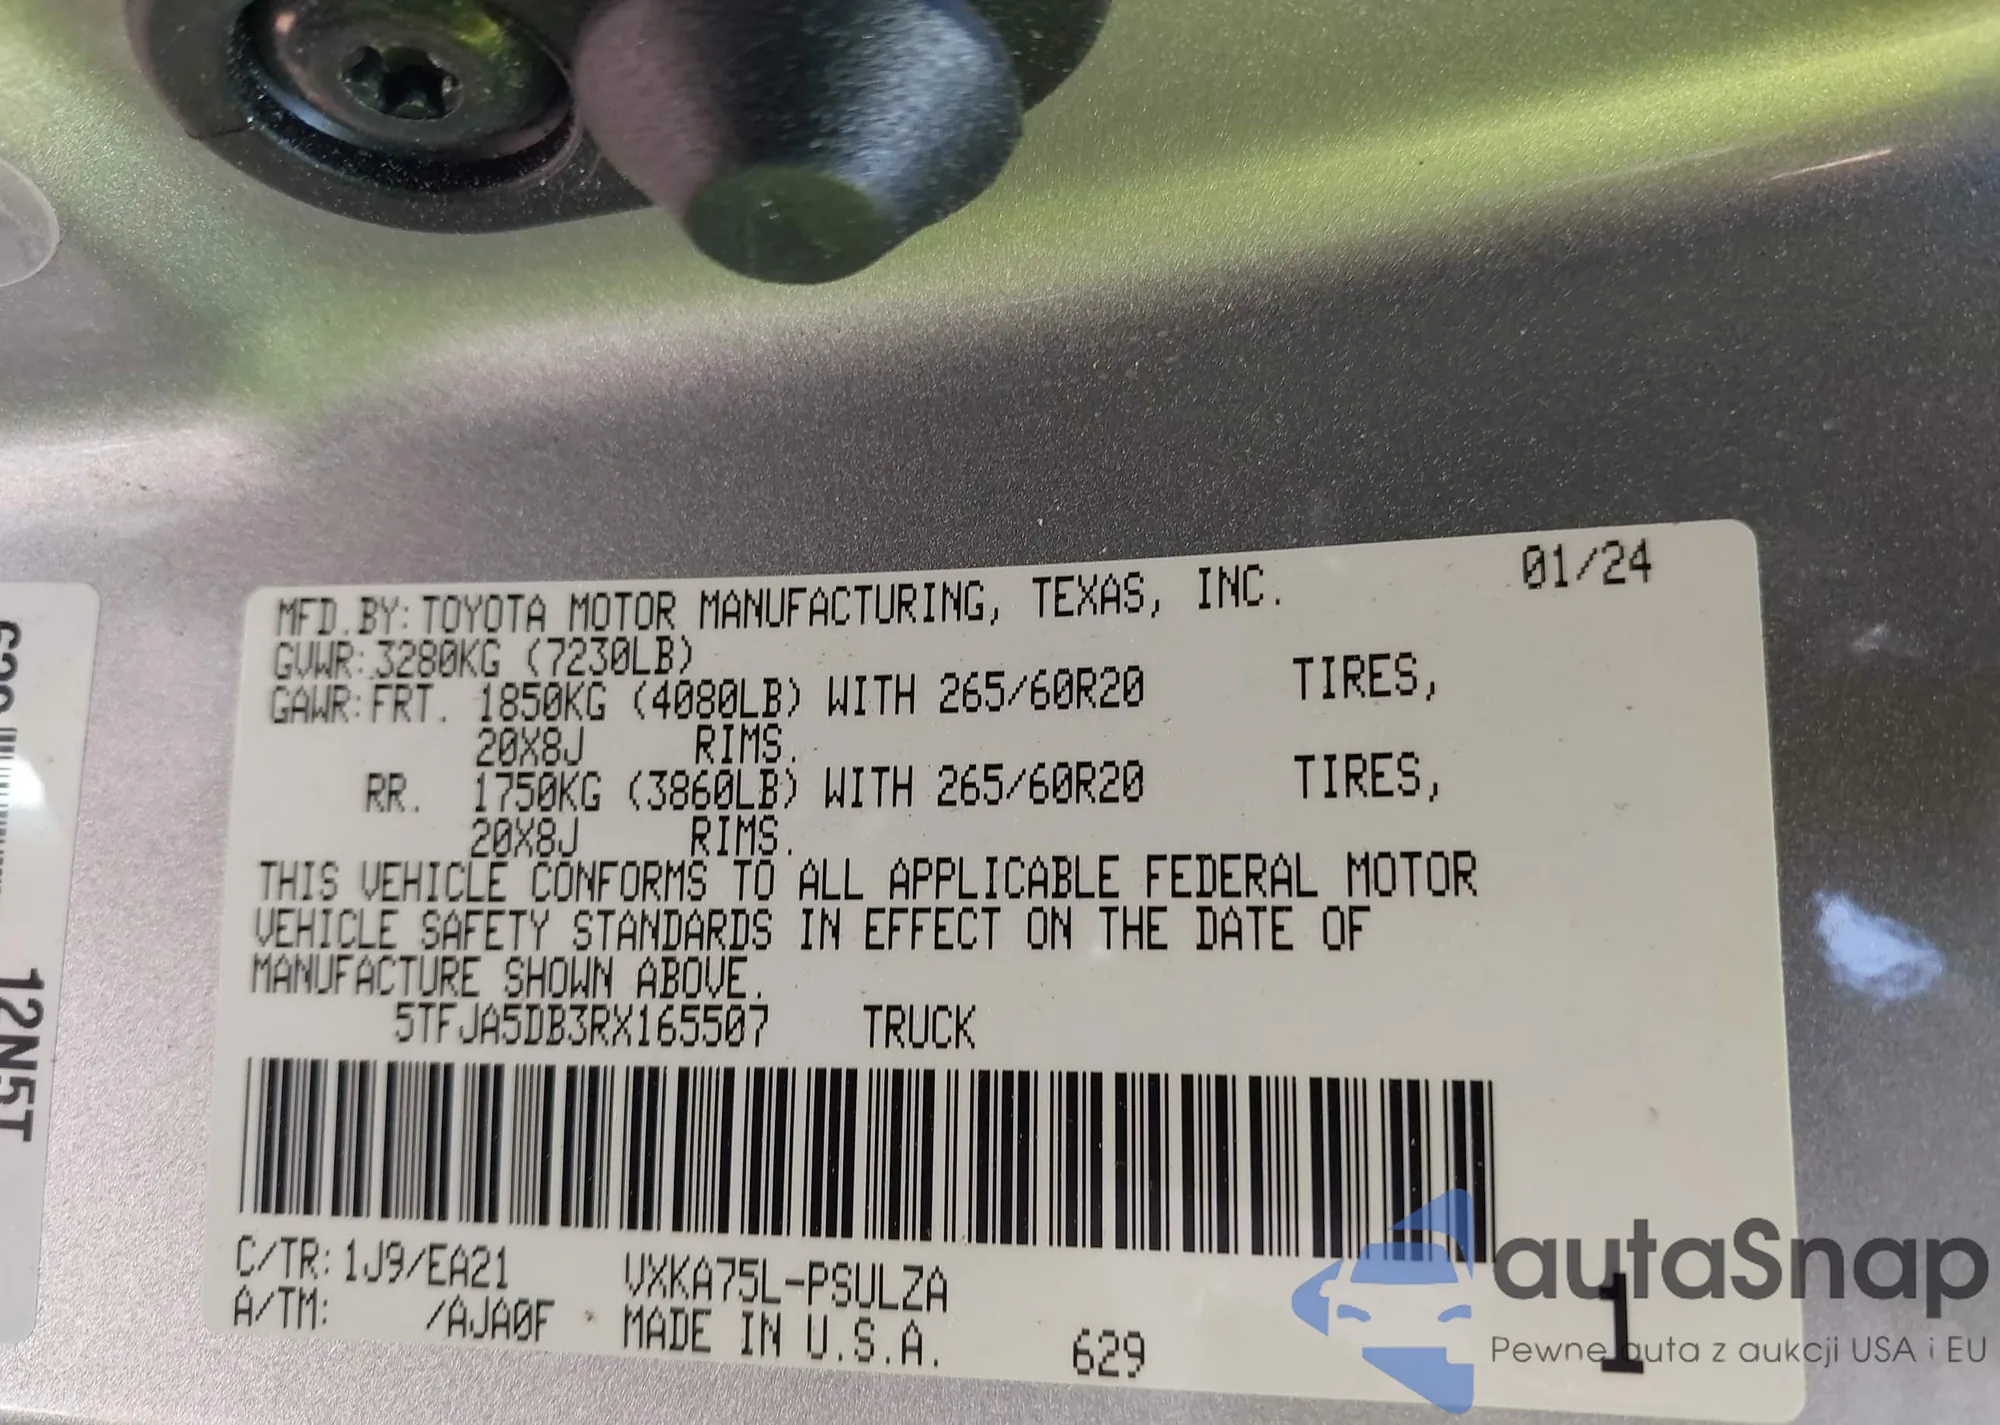 MFD.BY:TOYOTA MOTOR MANUFACTURING, TEXAS, INC. 01/24
GVWR:3280KG (7230LB)
GAWR:FRT. 1850KG (4080LB) WITH 265/60R20 TIRES,
20X8J RIMS.
RR. 1750KG (3860LB) WITH 265/60R20 TIRES,
20X8J RIMS.
THIS VEHICLE CONFORMS TO ALL APPLICABLE FEDERAL MOTOR
VEHICLE SAFETY STANDARDS IN EFFECT ON THE DATE OF
MANUFACTURE SHOWN ABOVE.
5TFJA5DB3RX165507 TRUCK
C/TR:1J9/EA21 VXKA75L-PSULZA
A/TM: /AJA0F MADE IN U.S.A. 629 1
12N5T
autaSnap
Pewne auta z aukcji USA i EU